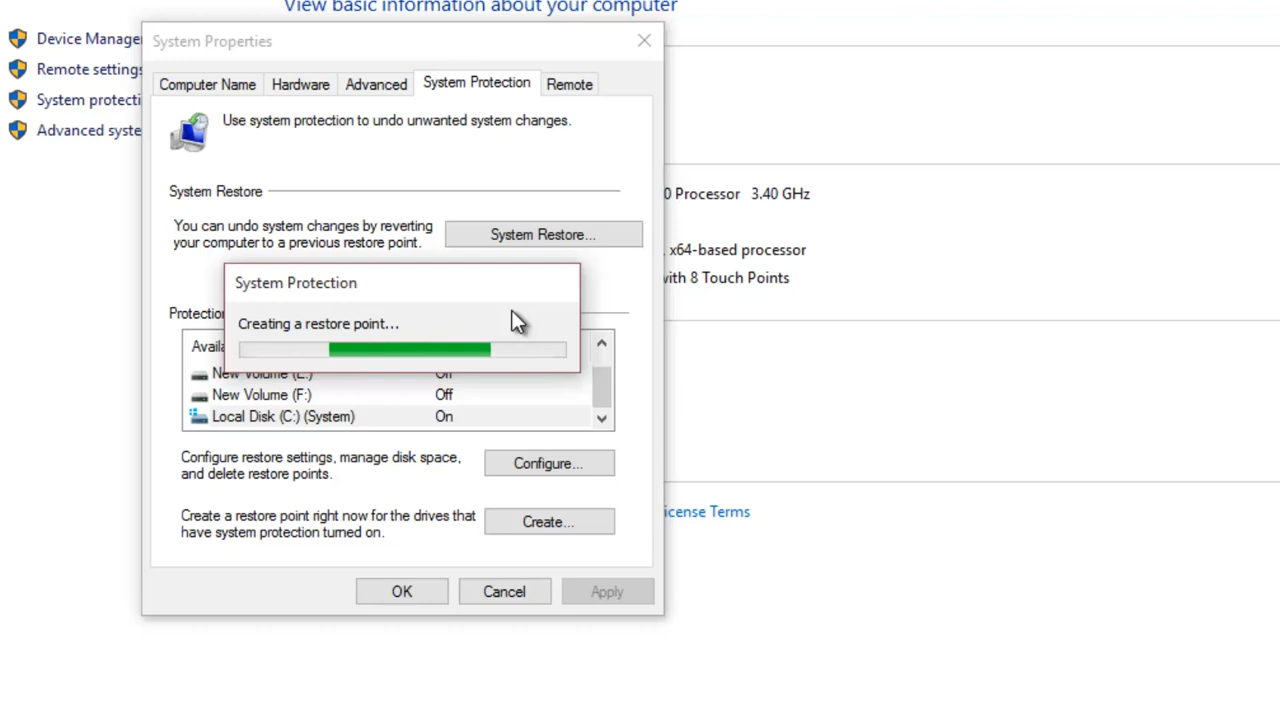 View basic information about your computer
Device Manage
Remote settings
System protecti
Advanced syste
System Properties
Computer Name
Hardware
Advanced
System Protection
Remote
Use system protection to undo unwanted system changes.
System Restore
You can undo system changes by reverting
your computer to a previous restore point.
System Restore...
0 Processor 3.40 GHz
x64-based processor
with 8 Touch Points
System Protection
Creating a restore point...
Protection
Availa
New Volume (E:) Off
New Volume (F:) Off
Local Disk (C:) (System) On
Configure restore settings, manage disk space,
and delete restore points.
Configure...
Create a restore point right now for the drives that
have system protection turned on.
Create...
icense Terms
OK
Cancel
Apply